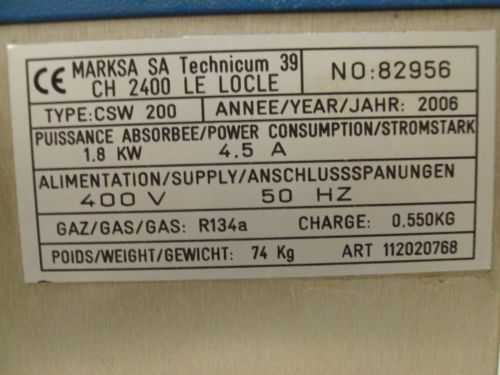 CE MARKSA SA Technicum 39
CH 2400 LE LOCLE
NO:82956
TYPE:CSW 200 ANNEE/YEAR/JAHR: 2006
PUISSANCE ABSORBEE/POWER CONSUMPTION/STROMSTARK
1.8 KW 4.5 A
ALIMENTATION/SUPPLY/ANSCHLUSSSPANUNGEN
400 V 50 HZ
GAZ/GAS/GAS: R134a CHARGE: 0.550KG
POIDS/WEIGHT/GEWICHT: 74 Kg ART 112020768